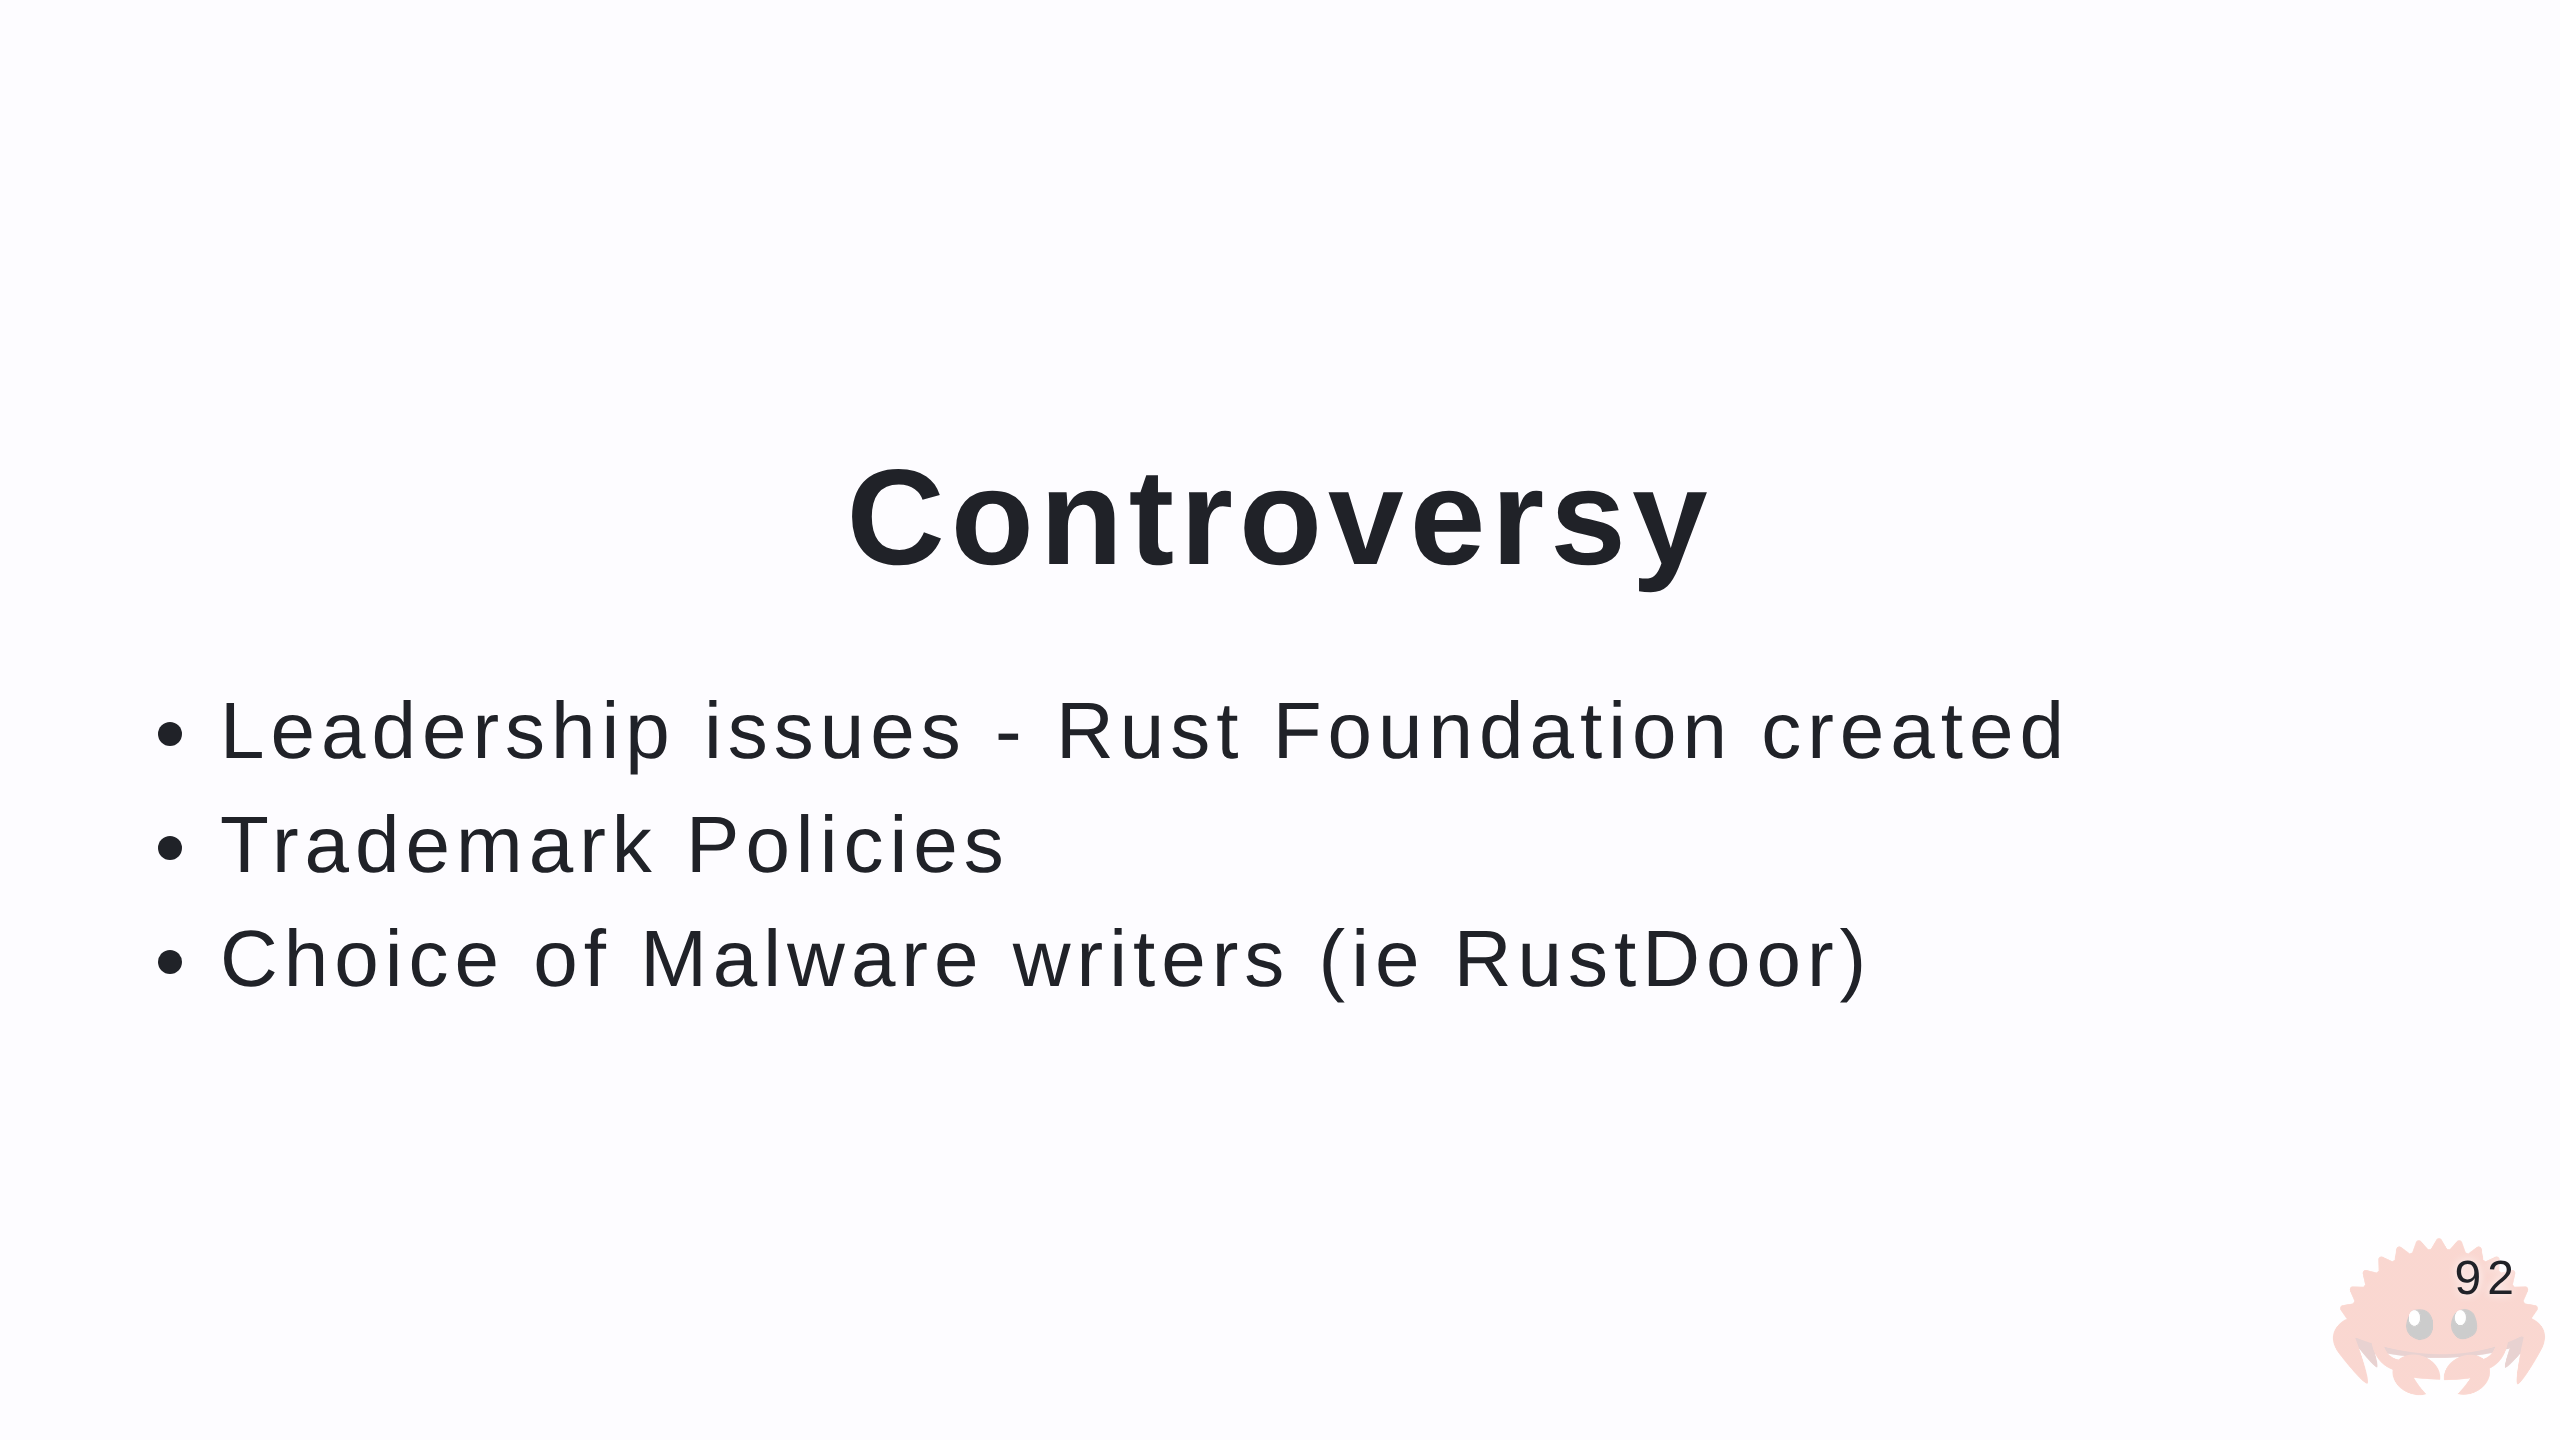 Controversy
• Leadership issues - Rust Foundation created
• Trademark Policies
• Choice of Malware writers (ie RustDoor)
92